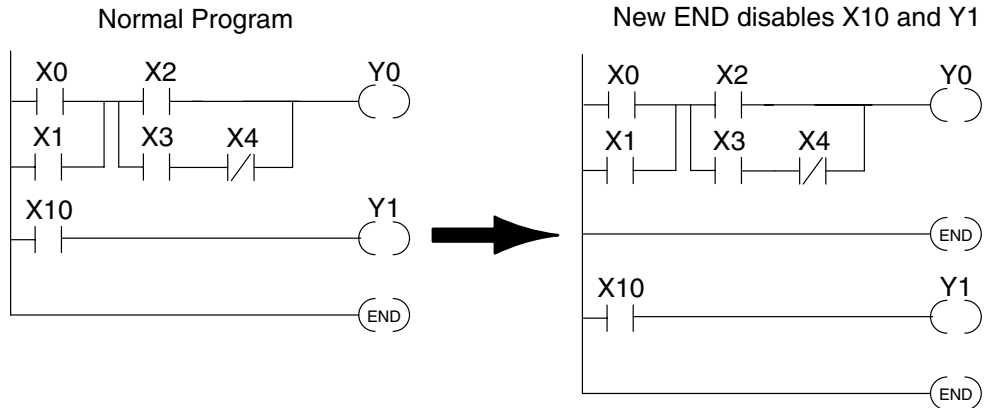 Normal Program
X0 X2 Y0
X1 X3 X4
X10 Y1
END
New END disables X10 and Y1
X0 X2 Y0
X1 X3 X4
END
X10 Y1
END